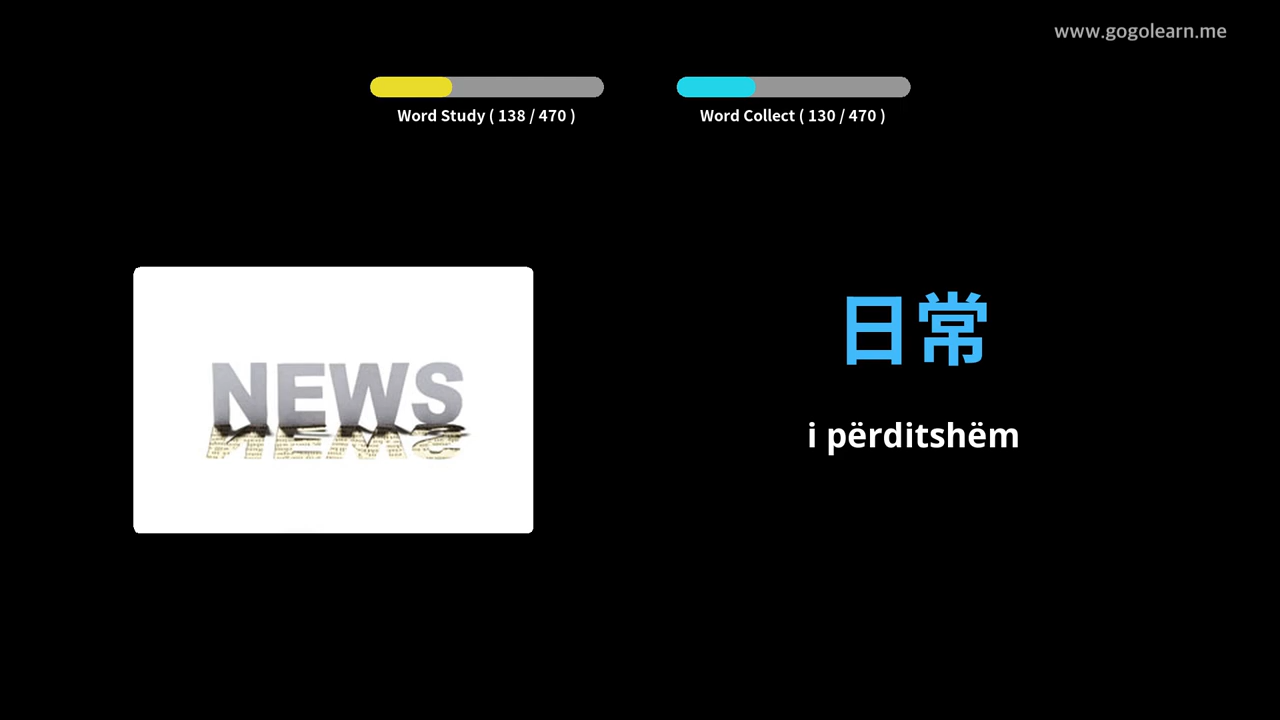 www.gogolearn.me
Word Study ( 138 / 470 )
Word Collect ( 130 / 470 )
NEWS
日常
i përditshëm